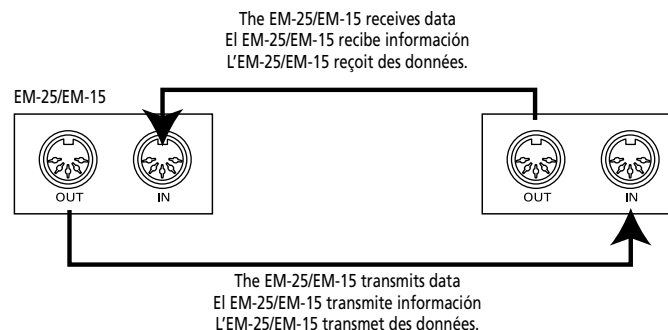 The EM-25/EM-15 receives data
El EM-25/EM-15 recibe información
L'EM-25/EM-15 reçoit des données.
EM-25/EM-15
OUT
IN
OUT
IN
The EM-25/EM-15 transmits data
El EM-25/EM-15 transmite información
L'EM-25/EM-15 transmet des données.